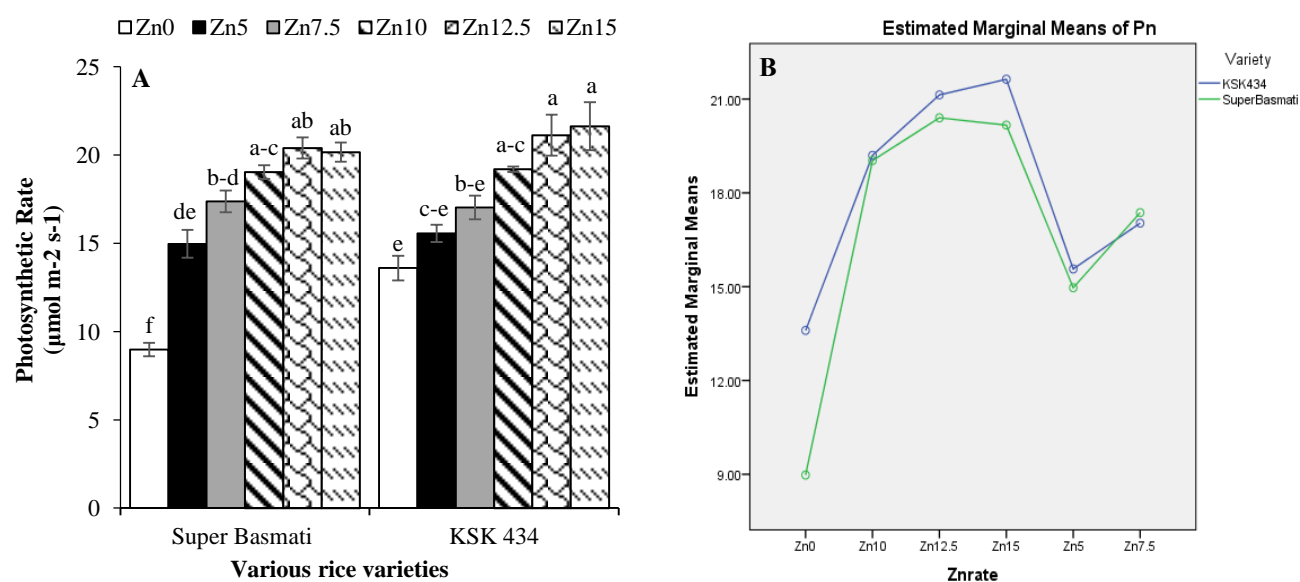 Zn0 Zn5 Zn7.5 Zn10 Zn12.5 Zn15
A
25
20
15
10
5
0
Photosynthetic Rate
(µmol m-2 s-1)
f
de
b-d
a-c
ab
ab
e
c-e
b-e
a-c
a
a
Super Basmati KSK 434
Various rice varieties
Estimated Marginal Means of Pn
B
Variety
KSK434
SuperBasmati
21.00
18.00
15.00
12.00
9.00
Estimated Marginal Means
Zn0 Zn10 Zn12.5 Zn15 Zn5 Zn7.5
Znrate